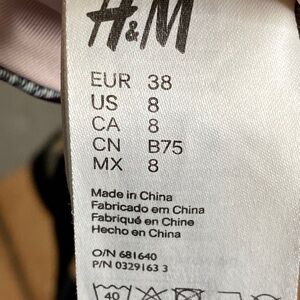 H&M
EUR 38
US 8
CA 8
CN B75
MX 8
Made in China
Fabricado em China
Fabriqué en Chine
Hecho en China
O/N 681640
P/N 0329163 3
40